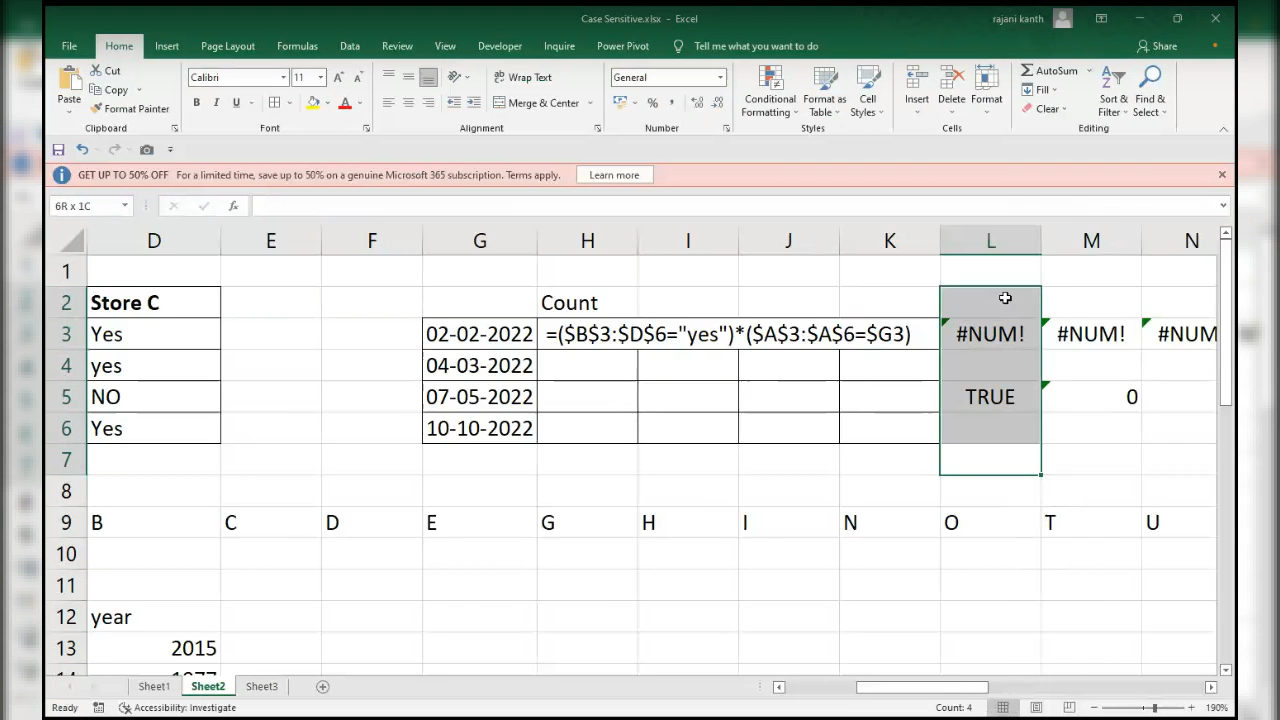 Case Sensitive.xlsx - Excel
rajani kanth
File Home Insert Page Layout Formulas Data Review View Developer Inquire Power Pivot Tell me what you want to do Share
Paste
Cut
Copy
Format Painter
Clipboard
Calibri 11
B I U
Font
Wrap Text
Merge & Center
Alignment
General
Number
Conditional Formatting
Format as Table
Cell Styles
Styles
Insert
Delete
Format
Cells
AutoSum
Fill
Clear
Sort & Filter
Find & Select
Editing
GET UP TO 50% OFF For a limited time, save up to 50% on a genuine Microsoft 365 subscription. Terms apply. Learn more
6R x 1C fx
D E F G H I J K L M N
1
2 Store C Count
3 Yes 02-02-2022 =($B$3:$D$6="yes")*($A$3:$A$6=$G3) #NUM! #NUM! #NUM
4 yes 04-03-2022
5 NO 07-05-2022 TRUE 0
6 Yes 10-10-2022
7
8
9 B C D E G H I N O T U
10
11
12 year
13 2015
Sheet1 Sheet2 Sheet3
Ready Accessibility: Investigate Count: 4 190%